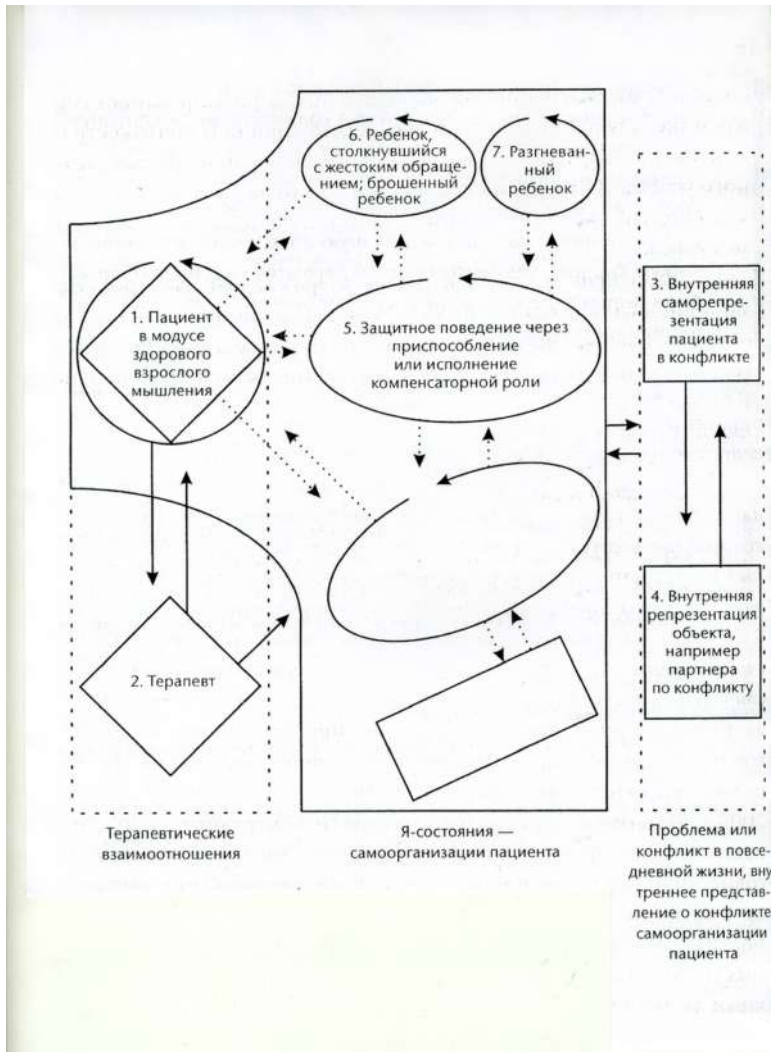 6. Ребенок,
столкнувшийся
с жестоким обраще-
нием; брошенный
ребенок
7. Разгневан-
ный
ребенок
1. Пациент
в модусе
здорового
взрослого
мышления
5. Защитное поведение через
приспособление
или исполнение
компенсаторной роли
3. Внутренняя
саморепре-
зентация
пациента
в конфликте
2. Терапевт
4. Внутренняя
репрезентация
объекта,
например
партнера
по конфликту
Терапевтические
взаимоотношения
Я-состояния —
самоорганизации пациента
Проблема или
конфликт в повсе-
дневной жизни, вну
треннее представ-
ление о конфликте
самоорганизации
пациента